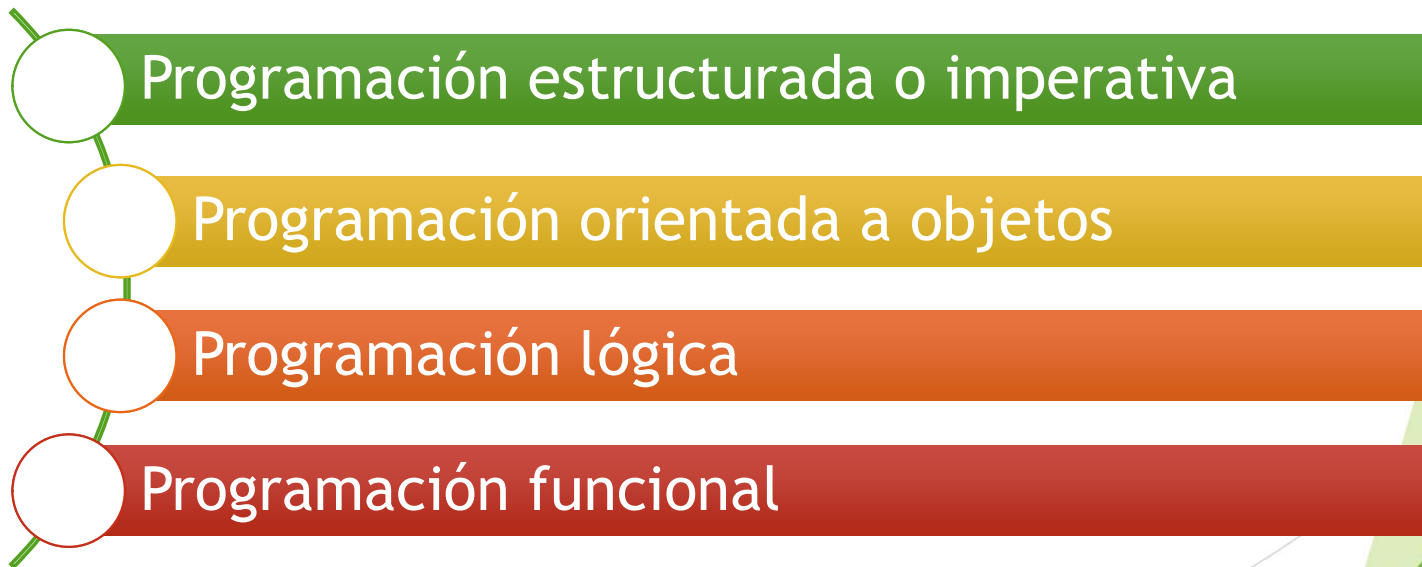 Programación estructurada o imperativa
Programación orientada a objetos
Programación lógica
Programación funcional